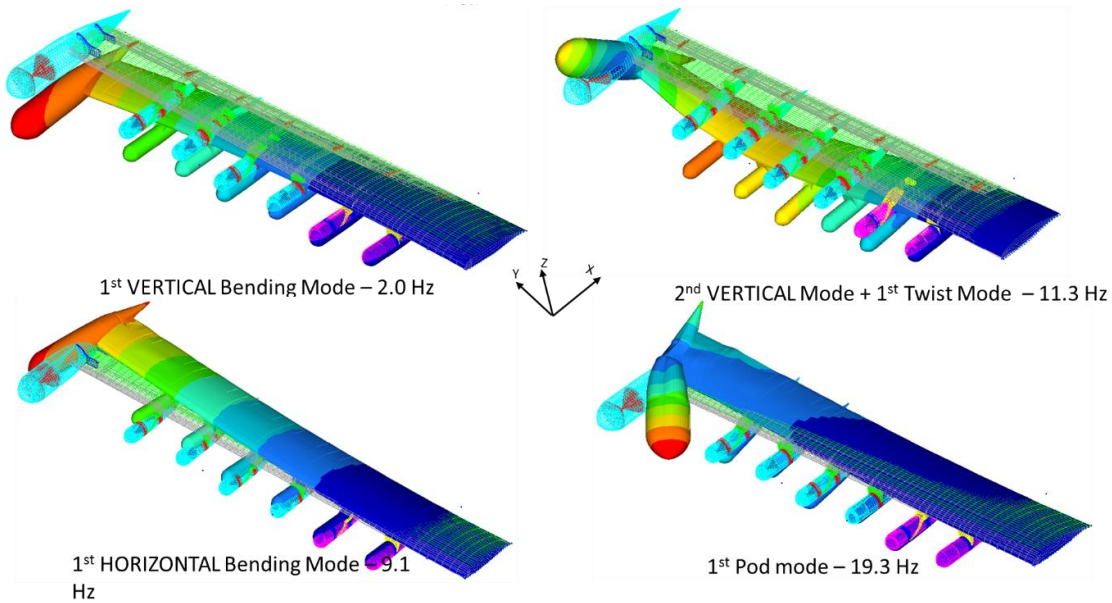 1st VERTICAL Bending Mode – 2.0 Hz
2nd VERTICAL Mode + 1st Twist Mode – 11.3 Hz
Y
Z
X
1st HORIZONTAL Bending Mode – 9.1
Hz
1st Pod mode – 19.3 Hz